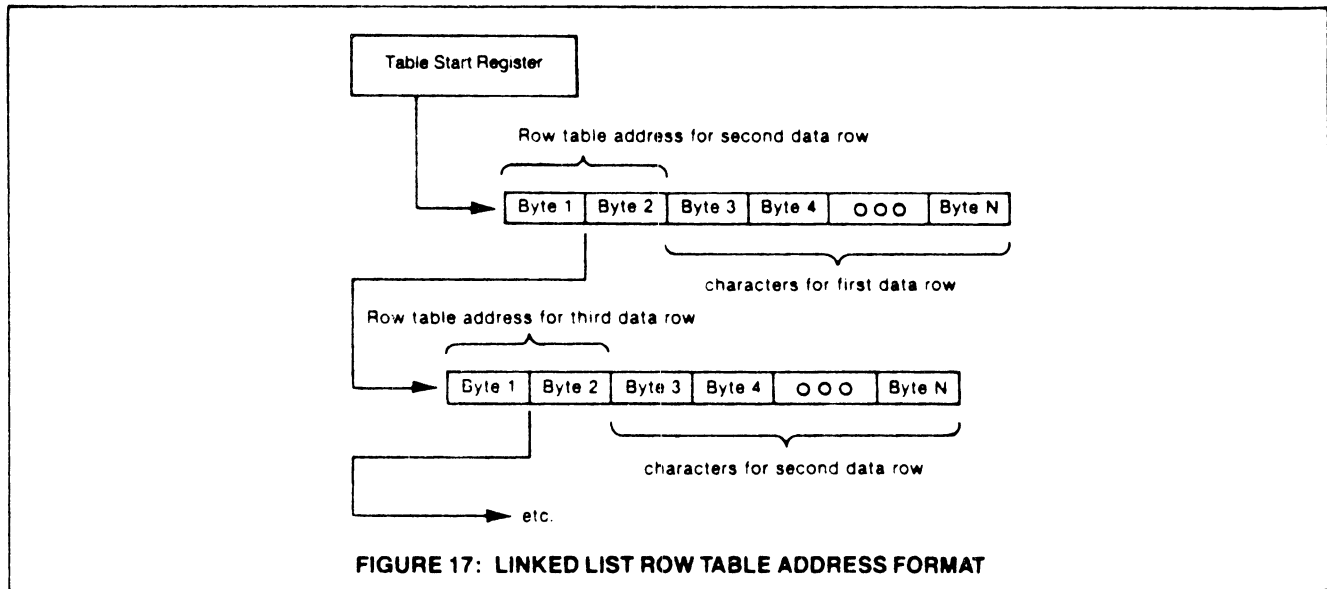 Table Start Register
Row table address for second data row
Byte 1 Byte 2 Byte 3 Byte 4 O O O Byte N
characters for first data row
Row table address for third data row
Byte 1 Byte 2 Byte 3 Byte 4 O O O Byte N
characters for second data row
etc.
FIGURE 17: LINKED LIST ROW TABLE ADDRESS FORMAT